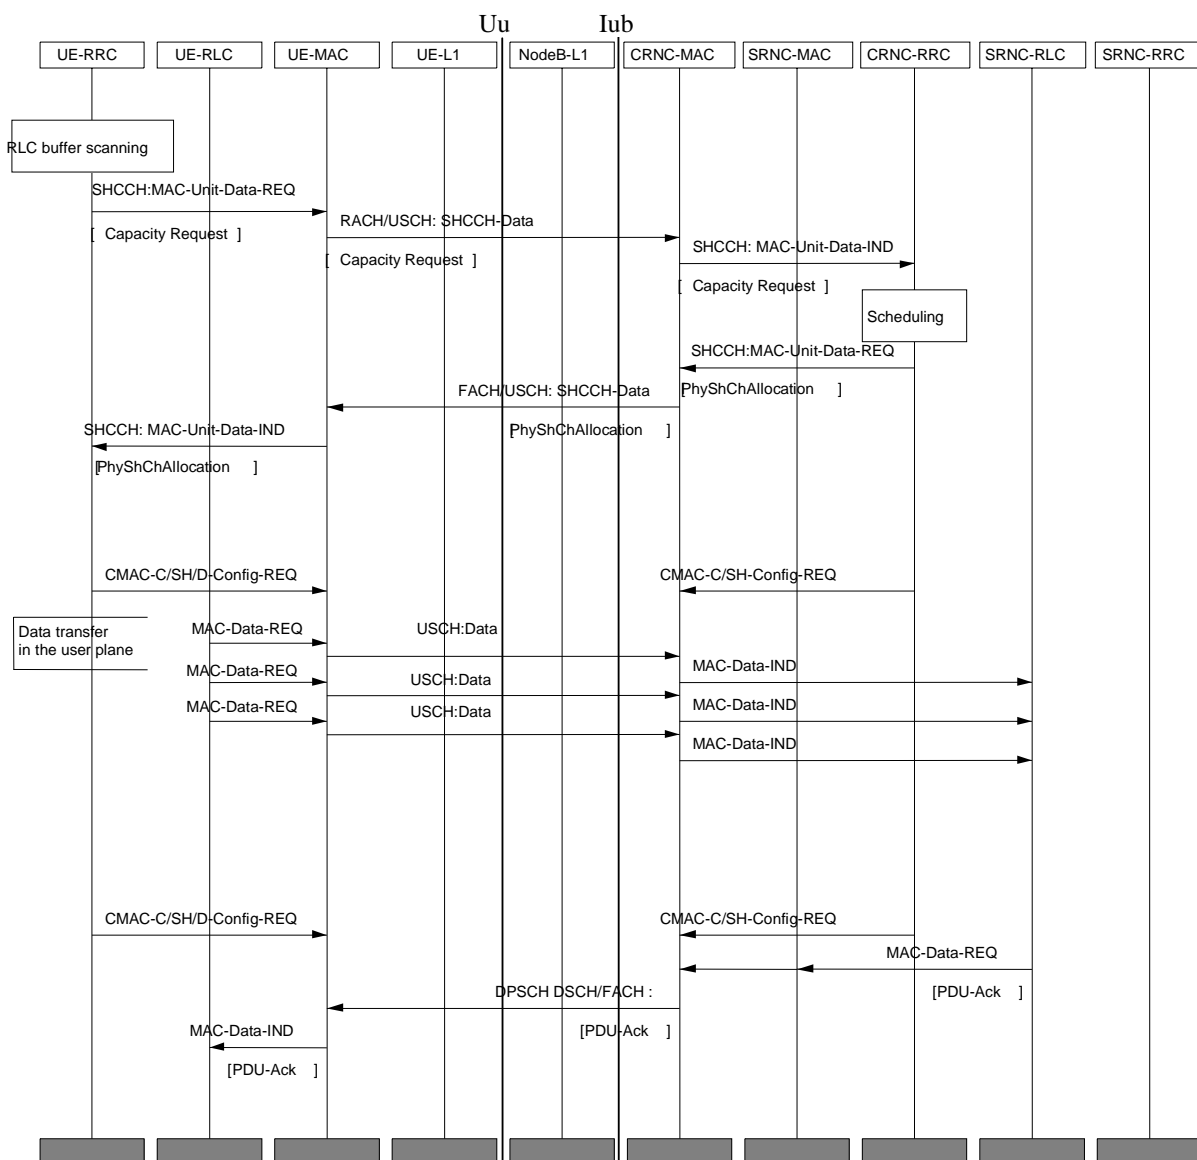 Uu Iub
UE-RRC UE-RLC UE-MAC UE-L1 NodeB-L1 CRNC-MAC SRNC-MAC CRNC-RRC SRNC-RLC SRNC-RRC
RLC buffer scanning
SHCCH:MAC-Unit-Data-REQ
[ Capacity Request ]
RACH/USCH: SHCCH-Data
[ Capacity Request ]
SHCCH: MAC-Unit-Data-IND
[ Capacity Request ]
Scheduling
SHCCH:MAC-Unit-Data-REQ
[PhyShChAllocation ]
FACH/USCH: SHCCH-Data
[PhyShChAllocation ]
SHCCH: MAC-Unit-Data-IND
[PhyShChAllocation ]
CMAC-C/SH/D-Config-REQ CMAC-C/SH-Config-REQ
Data transfer
in the user plane
MAC-Data-REQ USCH:Data
MAC-Data-IND
MAC-Data-REQ USCH:Data
MAC-Data-IND
MAC-Data-REQ USCH:Data
MAC-Data-IND
CMAC-C/SH/D-Config-REQ CMAC-C/SH-Config-REQ
MAC-Data-REQ
[PDU-Ack ]
DPSCH DSCH/FACH :
[PDU-Ack ]
MAC-Data-IND
[PDU-Ack ]